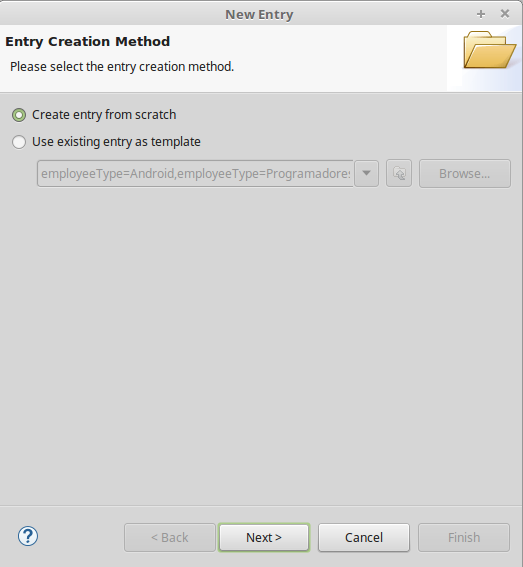 New Entry
Entry Creation Method
Please select the entry creation method.
Create entry from scratch
Use existing entry as template
employeeType=Android,employeeType=Programadores
Browse...
?
< Back
Next >
Cancel
Finish